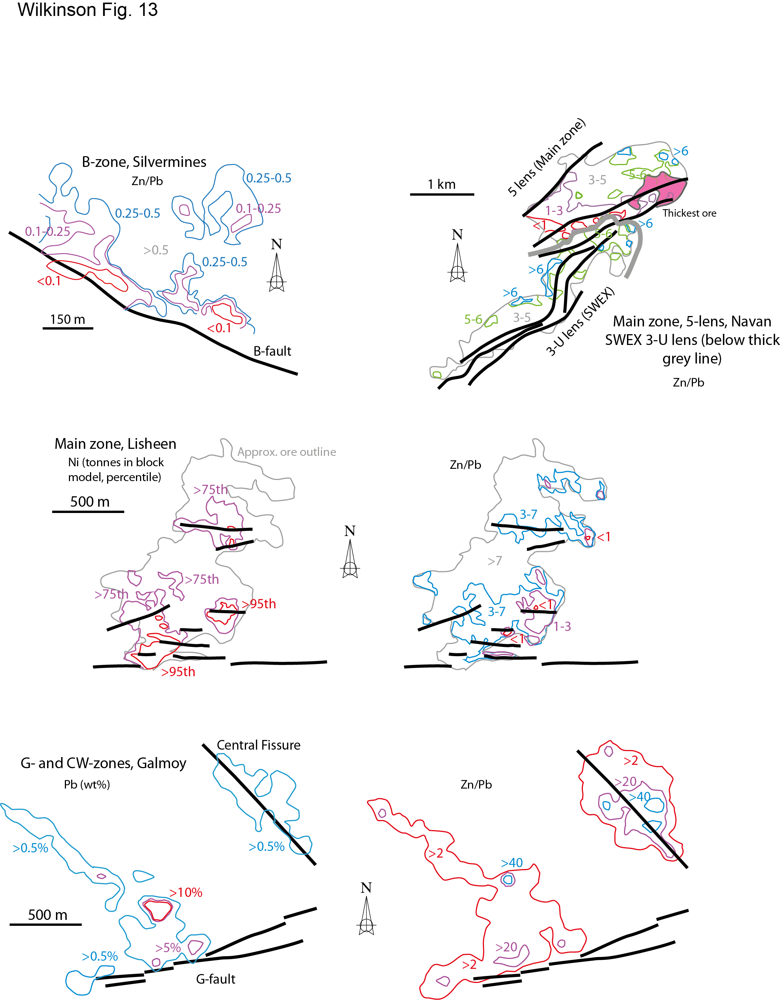 Wilkinson Fig. 13
B-zone, Silvermines
Zn/Pb
0.25-0.5
0.25-0.5
0.1-0.25
0.1-0.25
>0.5
0.25-0.5
<0.1
<0.1
150 m
B-fault
N
5 lens (Main zone)
1 km
>6
5-6
3-5
1-3
<1
Thickest ore
>6
5-6
N
>6
>6
5-6
3-5
3-U lens (SWEX)
Main zone, 5-lens, Navan
SWEX 3-U lens (below thick
grey line)
Zn/Pb
Main zone, Lisheen
Ni (tonnes in block
model, percentile)
500 m
Approx. ore outline
>75th
>75th
>75th
>95th
>95th
N
Zn/Pb
3-7
<1
>7
3-7
<1
1-3
<1
G- and CW-zones, Galmoy
Pb (wt%)
Central Fissure
>0.5%
>0.5%
>10%
500 m
>5%
>0.5%
G-fault
N
Zn/Pb
>2
>20
>40
>2
>40
>20
>2